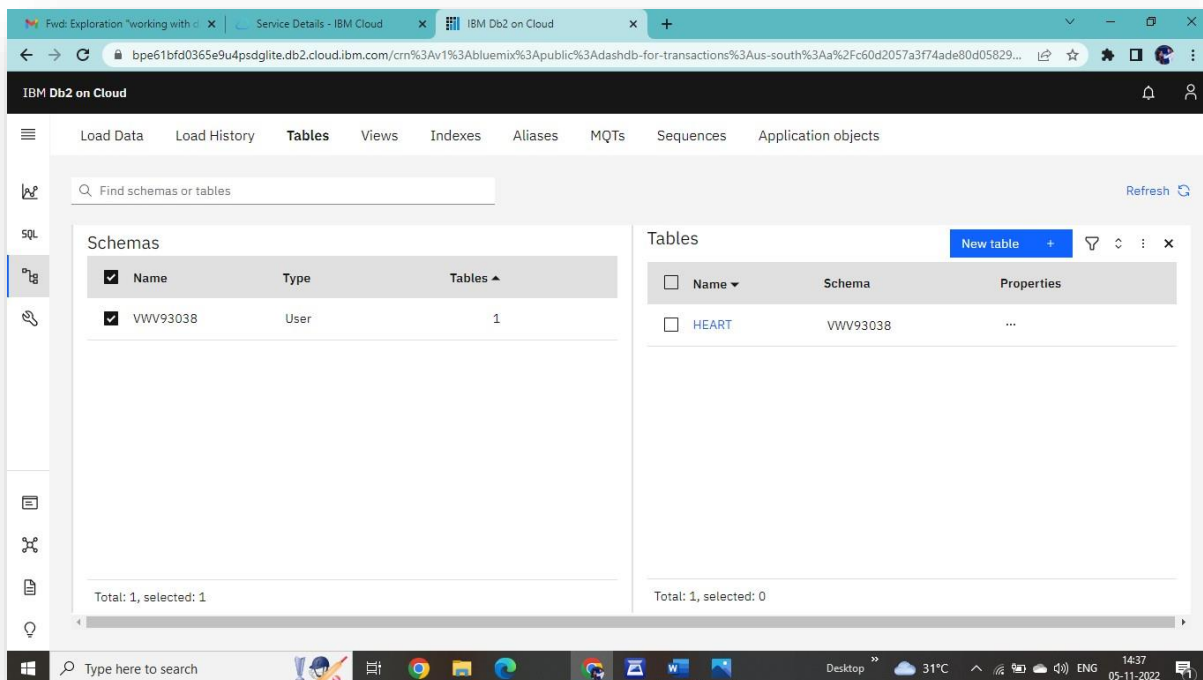 Fwd: Exploration "working with d
Service Details - IBM Cloud
IBM Db2 on Cloud
bpe61bfd0365e9u4psdglite.db2.cloud.ibm.com/crn%3Av1%3Abluemix%3Apublic%3Adashdb-for-transactions%3Aus-south%3Aa%2Fc60d2057a3f74ade80d05829...
IBM Db2 on Cloud
Load Data Load History Tables Views Indexes Aliases MQTs Sequences Application objects
Find schemas or tables
Refresh
SQL
Schemas
Name Type Tables
VWV93038 User 1
Total: 1, selected: 1
Tables
New table +
Name Schema Properties
HEART VWV93038 ...
Total: 1, selected: 0
Type here to search
Desktop
31°C
ENG
14:37
05-11-2022